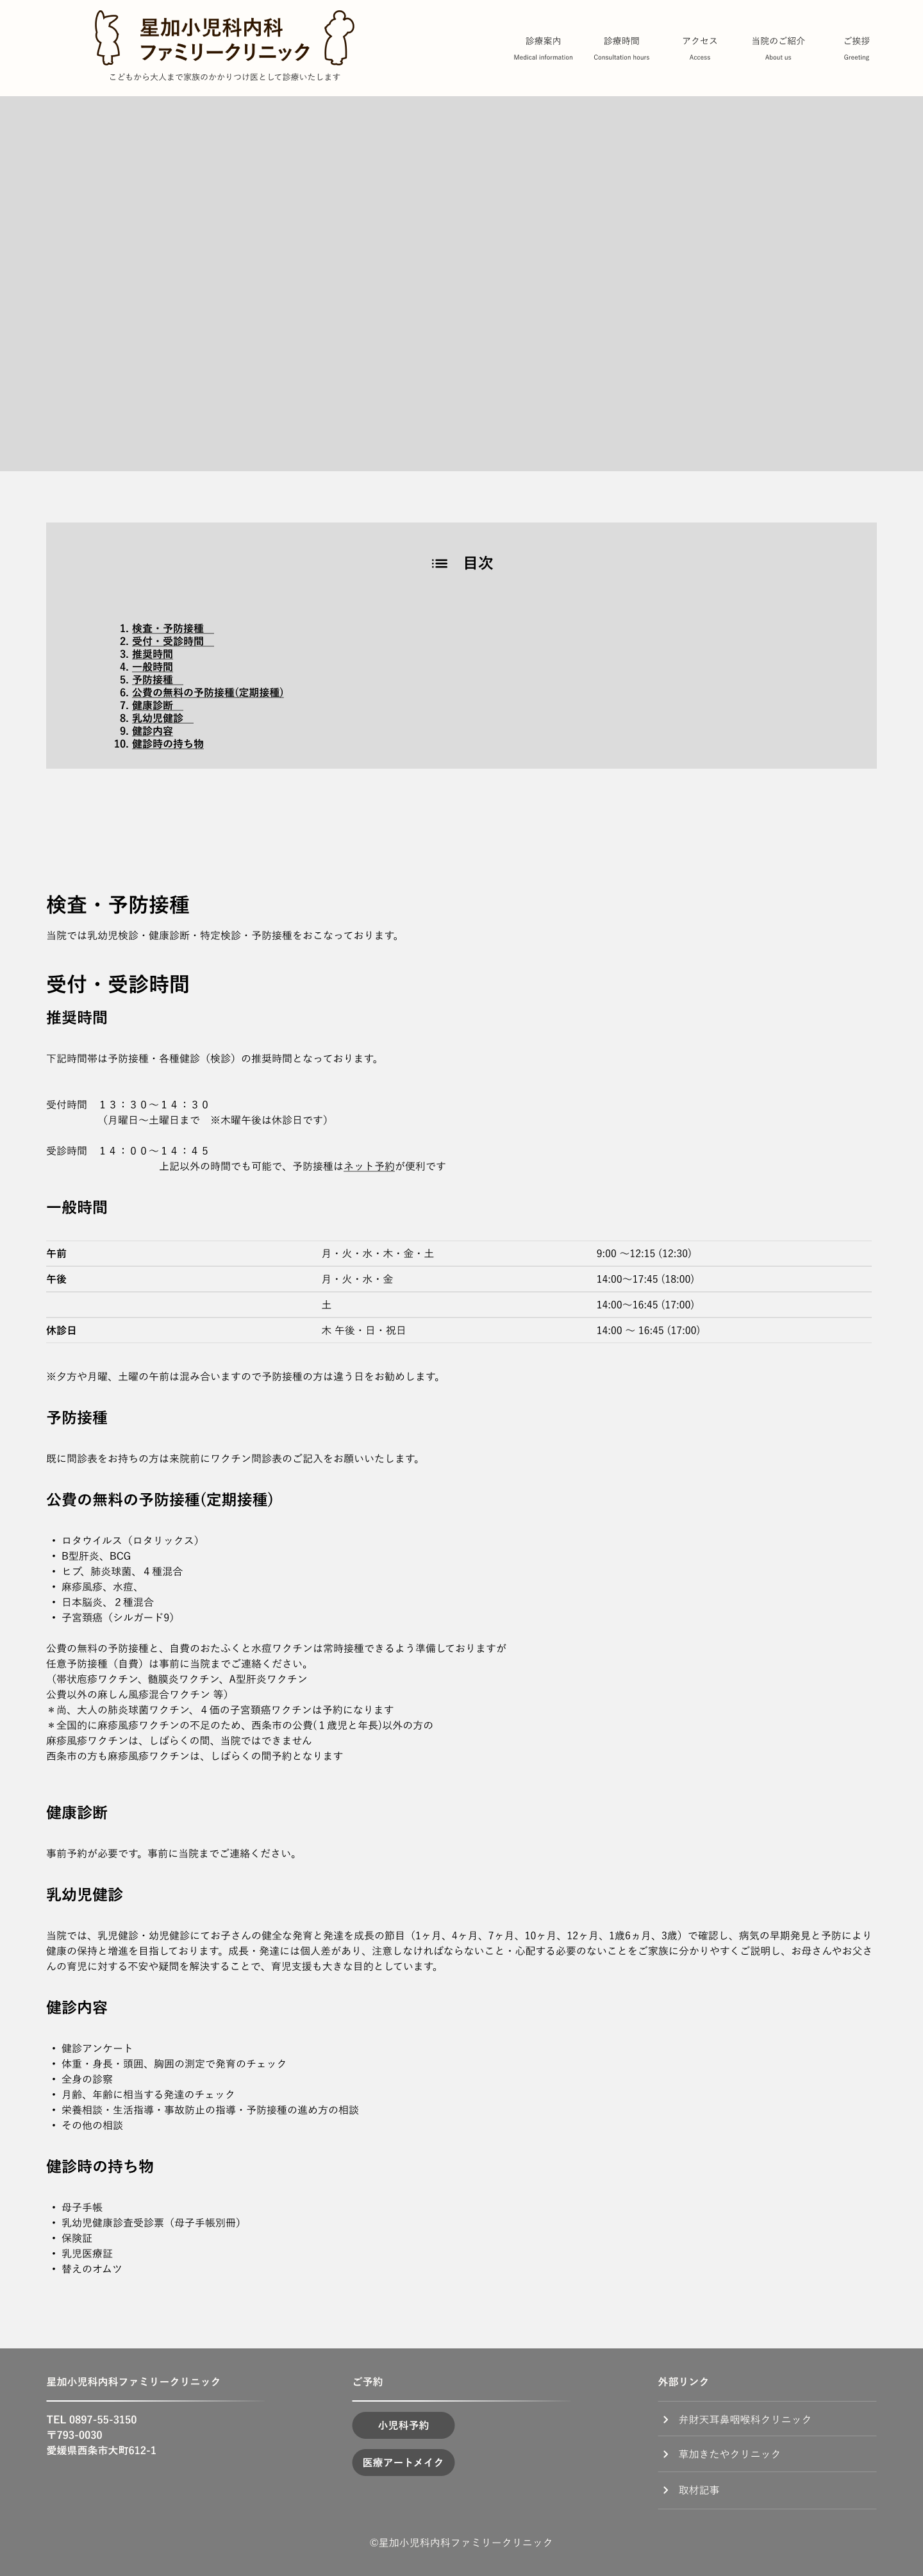 星加小児科内科
ファミリークリニック
こどもから大人まで家族のかかりつけ医として診療いたします
診療案内
Medical information
診療時間
Consultation hours
アクセス
Access
当院のご紹介
About us
ご挨拶
Greeting
目次
1. 検査・予防接種
2. 受付・受診時間
3. 推奨時間
4. 一般時間
5. 予防接種
6. 公費の無料の予防接種(定期接種)
7. 健康診断
8. 乳幼児健診
9. 健診内容
10. 健診時の持ち物
検査・予防接種
当院では乳幼児検診・健康診断・特定検診・予防接種をおこなっております。
受付・受診時間
推奨時間
下記時間帯は予防接種・各種健診（検診）の推奨時間となっております。
受付時間　１３：３０～１４：３０
（月曜日～土曜日まで　※木曜午後は休診日です）
受診時間　１４：００～１４：４５
上記以外の時間でも可能で、予防接種はネット予約が便利です
一般時間
午前 月・火・水・木・金・土 9:00 ～12:15 (12:30)
午後 月・火・水・金 14:00～17:45 (18:00)
土 14:00～16:45 (17:00)
休診日 木 午後・日・祝日 14:00 ～ 16:45 (17:00)
※夕方や月曜、土曜の午前は混み合いますので予防接種の方は違う日をお勧めします。
予防接種
既に問診表をお持ちの方は来院前にワクチン問診表のご記入をお願いいたします。
公費の無料の予防接種(定期接種)
・ ロタウイルス（ロタリックス）
・ B型肝炎、BCG
・ ヒブ、肺炎球菌、４種混合
・ 麻疹風疹、水痘、
・ 日本脳炎、２種混合
・ 子宮頚癌（シルガード9）
公費の無料の予防接種と、自費のおたふくと水痘ワクチンは常時接種できるよう準備しておりますが
任意予防接種（自費）は事前に当院までご連絡ください。
（帯状疱疹ワクチン、髄膜炎ワクチン、A型肝炎ワクチン
公費以外の麻しん風疹混合ワクチン 等）
＊尚、大人の肺炎球菌ワクチン、４価の子宮頚癌ワクチンは予約になります
＊全国的に麻疹風疹ワクチンの不足のため、西条市の公費(１歳児と年長)以外の方の
麻疹風疹ワクチンは、しばらくの間、当院ではできません
西条市の方も麻疹風疹ワクチンは、しばらくの間予約となります
健康診断
事前予約が必要です。事前に当院までご連絡ください。
乳幼児健診
当院では、乳児健診・幼児健診にてお子さんの健全な発育と発達を成長の節目（1ヶ月、4ヶ月、7ヶ月、10ヶ月、12ヶ月、1歳6ヵ月、3歳）で確認し、病気の早期発見と予防により
健康の保持と増進を目指しております。成長・発達には個人差があり、注意しなければならないこと・心配する必要のないことをご家族に分かりやすくご説明し、お母さんやお父さ
んの育児に対する不安や疑問を解決することで、育児支援も大きな目的としています。
健診内容
・ 健診アンケート
・ 体重・身長・頭囲、胸囲の測定で発育のチェック
・ 全身の診察
・ 月齢、年齢に相当する発達のチェック
・ 栄養相談・生活指導・事故防止の指導・予防接種の進め方の相談
・ その他の相談
健診時の持ち物
・ 母子手帳
・ 乳幼児健康診査受診票（母子手帳別冊）
・ 保険証
・ 乳児医療証
・ 替えのオムツ
星加小児科内科ファミリークリニック
TEL 0897-55-3150
〒793-0030
愛媛県西条市大町612-1
ご予約
小児科予約
医療アートメイク
外部リンク
弁財天耳鼻咽喉科クリニック
草加きたやクリニック
取材記事
©星加小児科内科ファミリークリニック